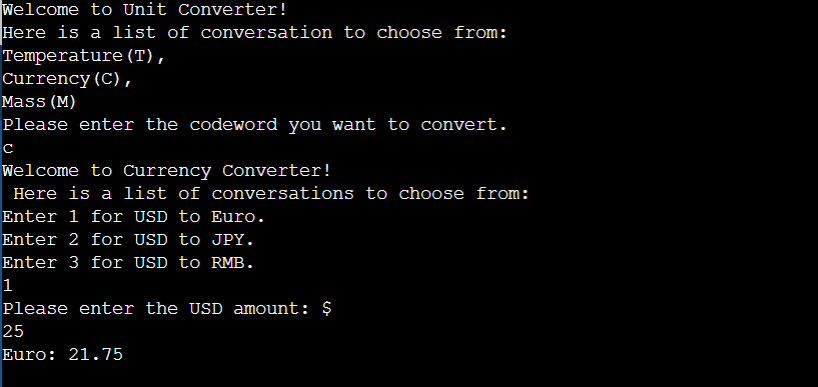 Welcome to Unit Converter!
Here is a list of conversation to choose from:
Temperature(T),
Currency(C),
Mass(M)
Please enter the codeword you want to convert.
c
Welcome to Currency Converter!
 Here is a list of conversations to choose from:
Enter 1 for USD to Euro.
Enter 2 for USD to JPY.
Enter 3 for USD to RMB.
1
Please enter the USD amount: $
25
Euro: 21.75